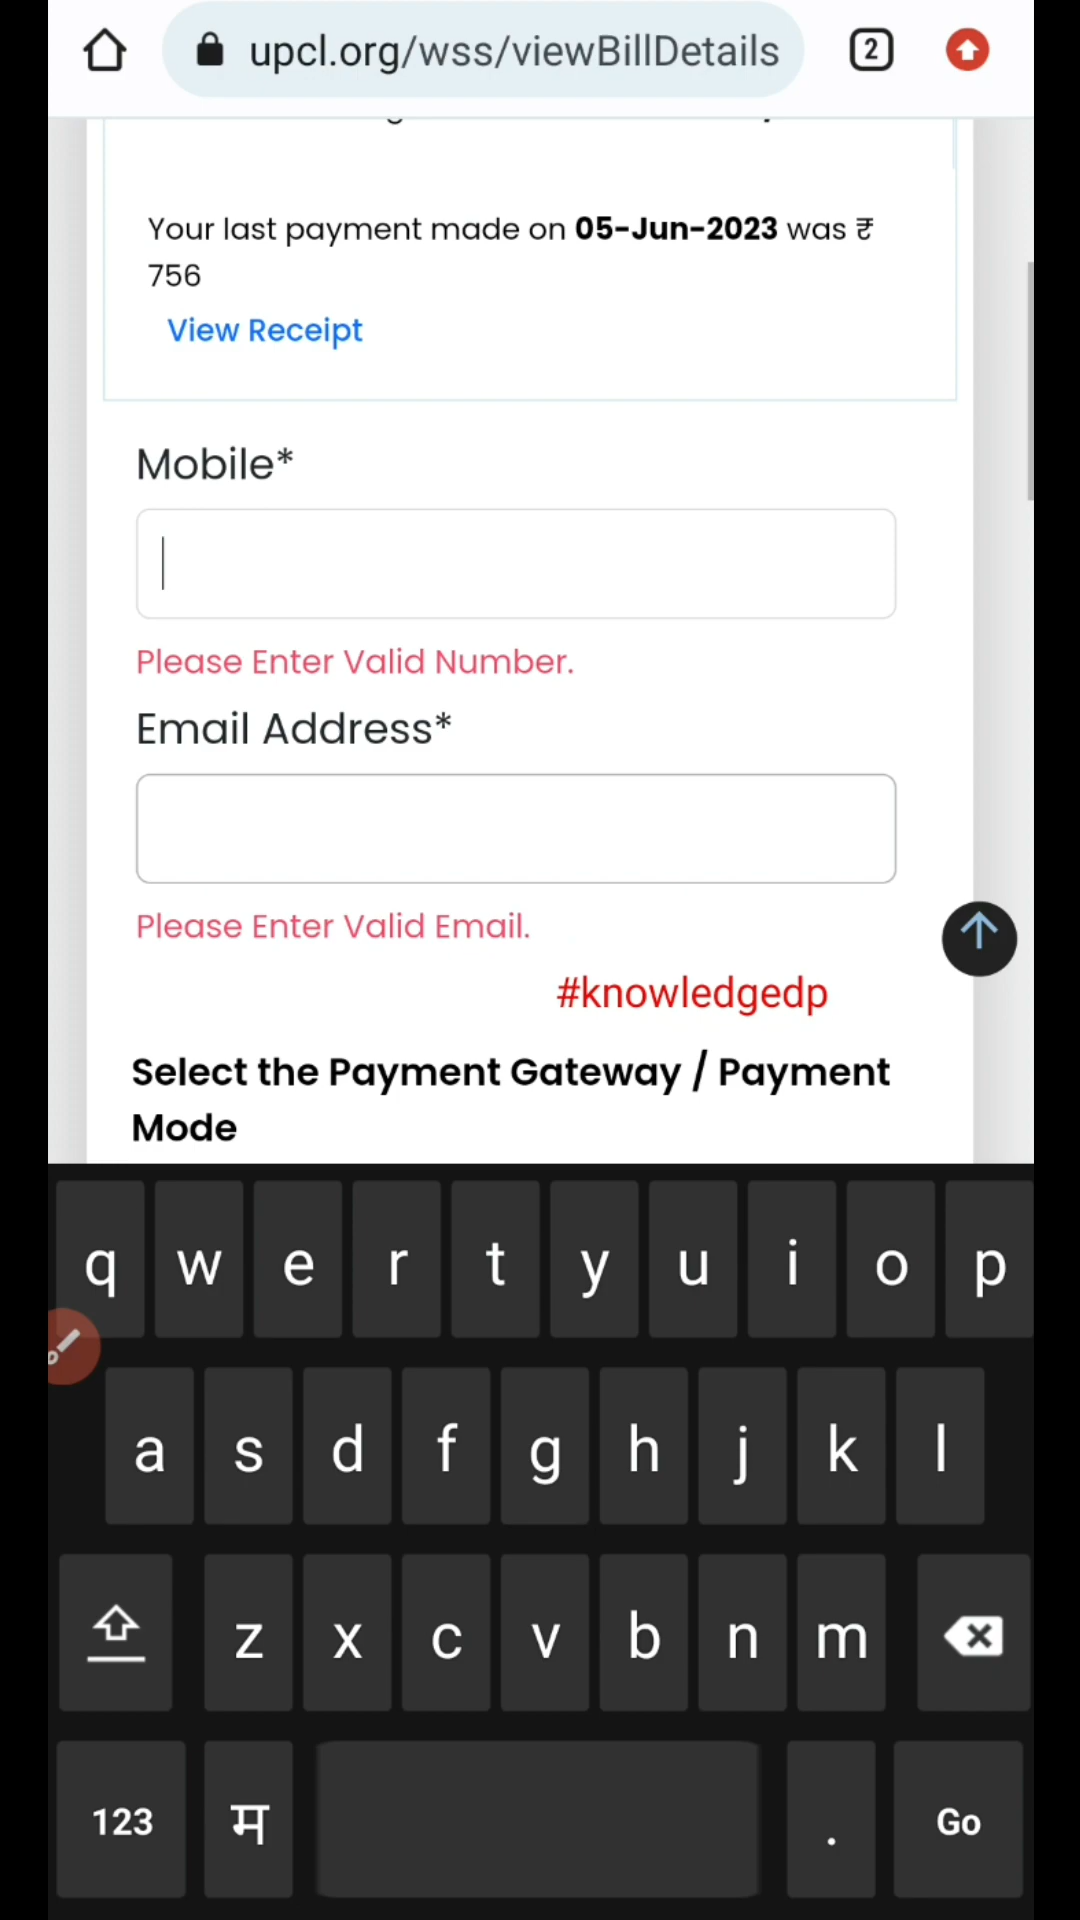 upcl.org/wss/viewBillDetails
2
Your last payment made on 05-Jun-2023 was ₹
756
View Receipt
Mobile*
Please Enter Valid Number.
Email Address*
Please Enter Valid Email.
#knowledgedp
Select the Payment Gateway / Payment
Mode
q w e r t y u i o p
a s d f g h j k l
z x c v b n m
123 म . Go